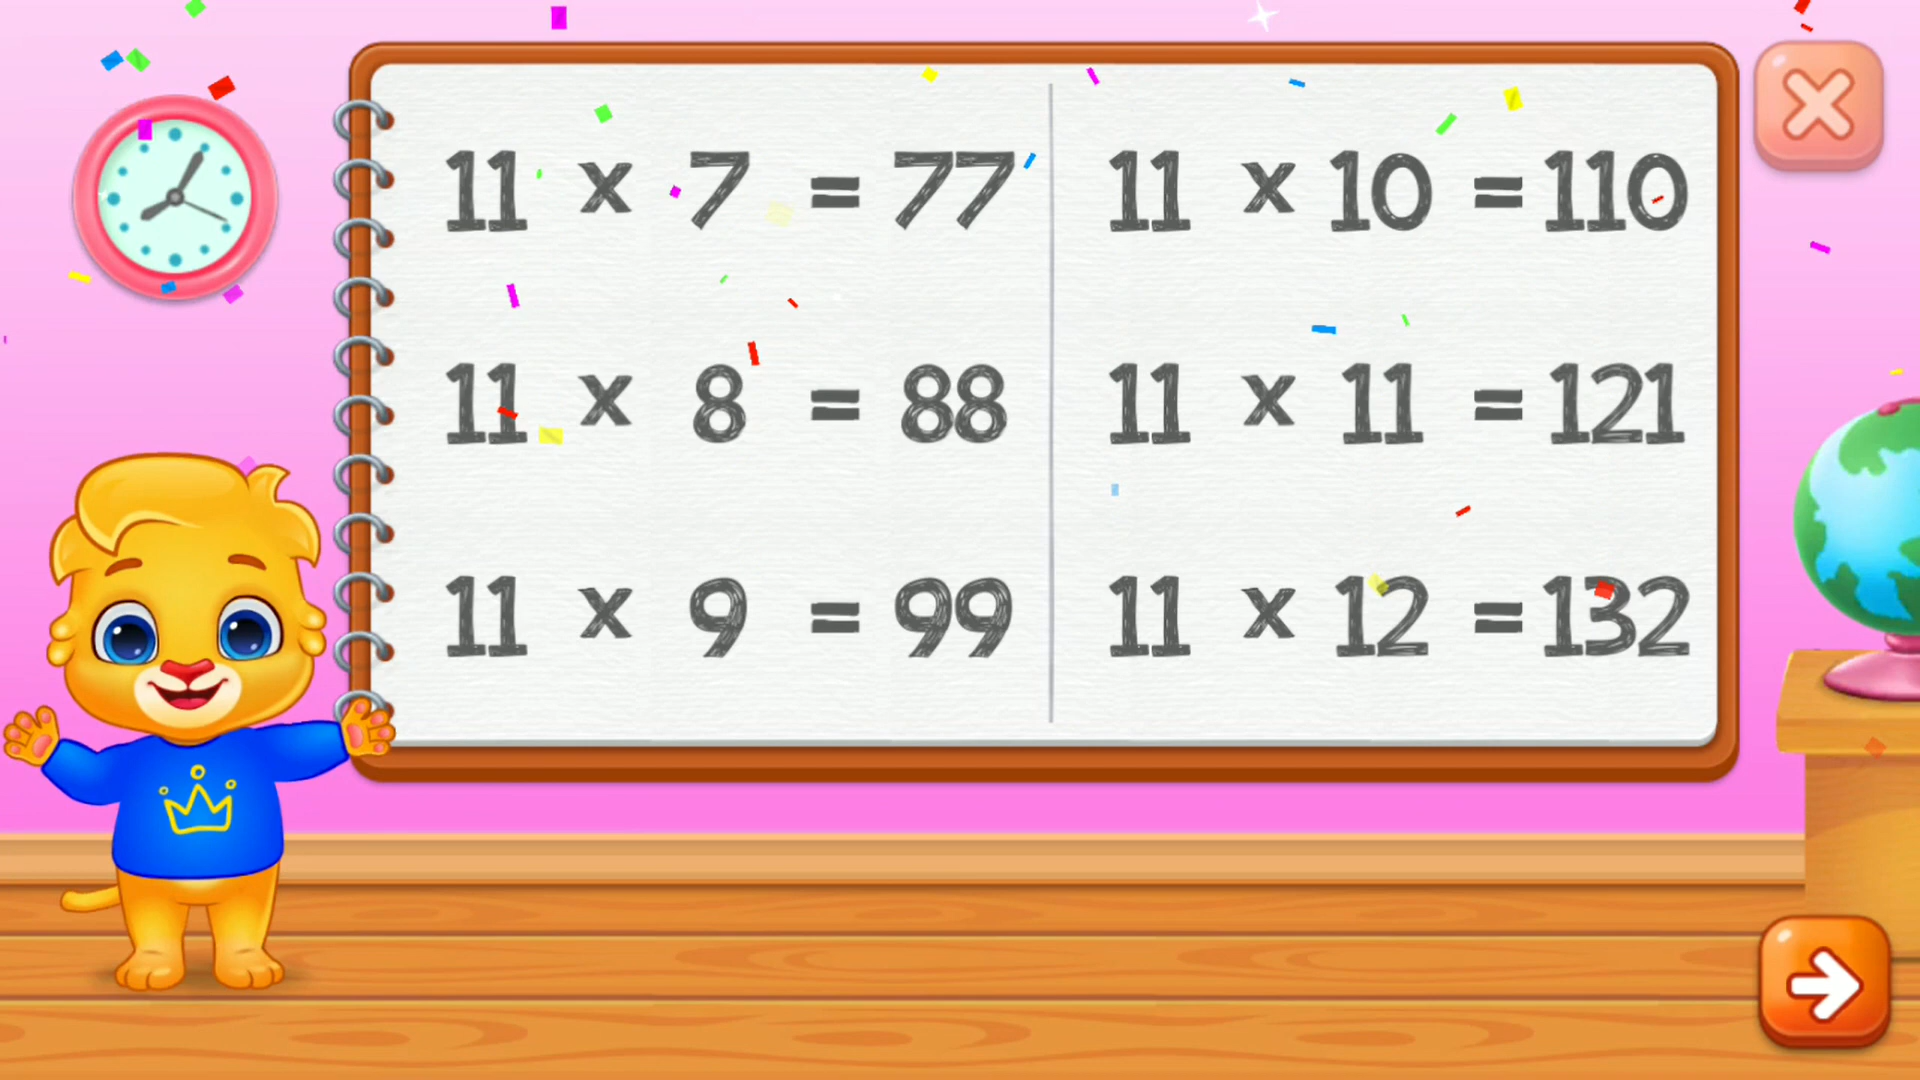 11 x 7 = 77
11 x 8 = 88
11 x 9 = 99
11 x 10 = 110
11 x 11 = 121
11 x 12 = 132